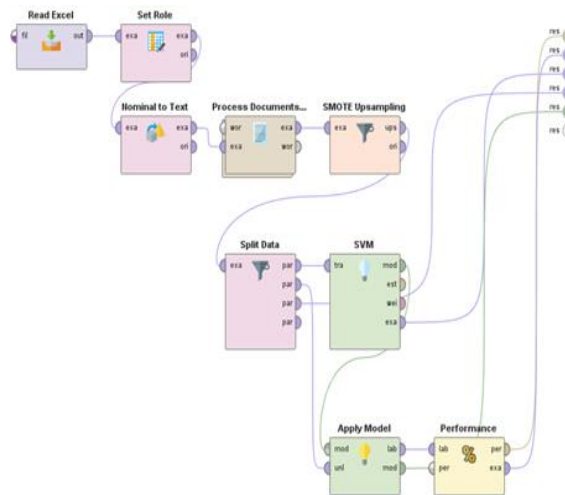 Read Excel
fil out
Set Role
exa exa
ori
Nominal to Text
exa exa
ori
Process Documents...
wor exa
exa wor
SMOTE Upsampling
exa ups
ori
Split Data
exa par
par
par
par
SVM
tra mod
est
wei
exa
Apply Model
mod lab
unl mod
Performance
lab per
per exa
res
res
res
res
res
res